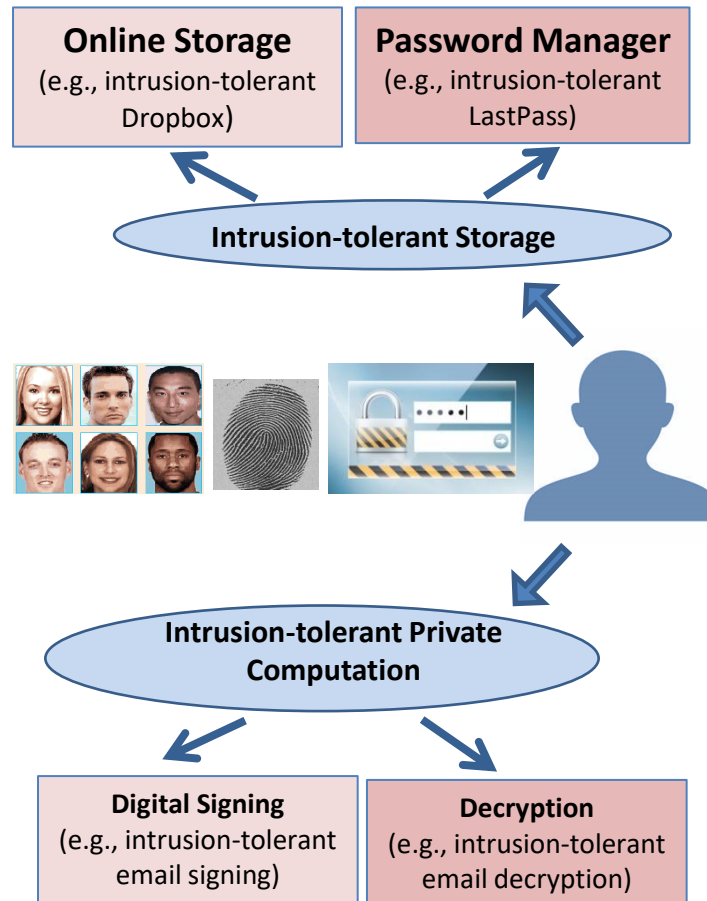 Online Storage
(e.g., intrusion-tolerant
Dropbox)
Password Manager
(e.g., intrusion-tolerant
LastPass)
Intrusion-tolerant Storage
Intrusion-tolerant Private
Computation
Digital Signing
(e.g., intrusion-tolerant
email signing)
Decryption
(e.g., intrusion-tolerant
email decryption)